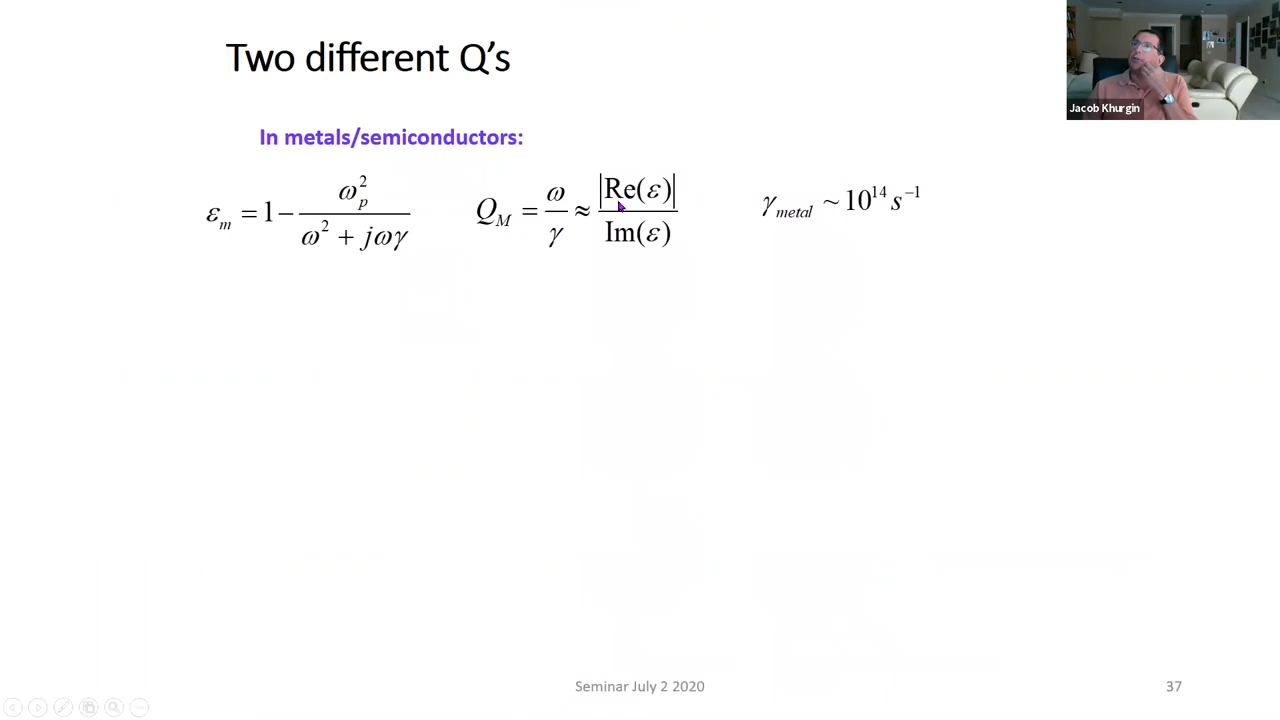 Two different Q's
Jacob Khurgin
In metals/semiconductors:
ε_m = 1 − ω_p^2 / (ω^2 + jωγ)
Q_M = ω/γ ≈ |Re(ε)| / Im(ε)
γ_metal ~ 10^14 s^−1
Seminar July 2 2020
37